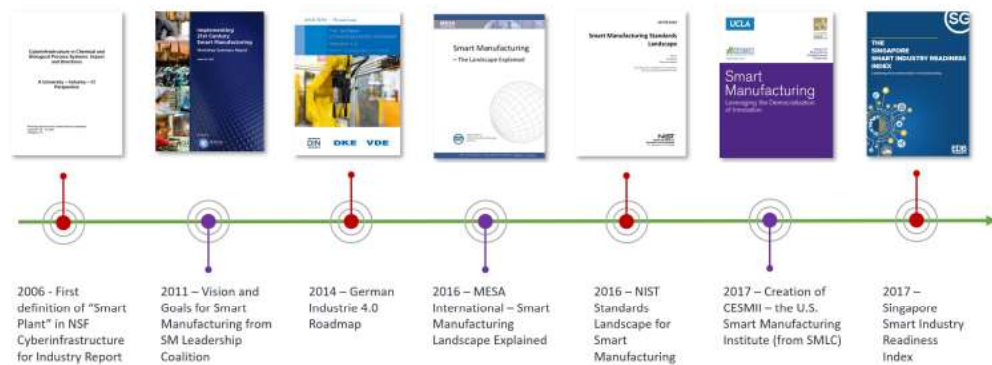 Cyberinfrastructure in Chemical and
Biological Process Systems: Impact
and Directions
A University – Industry – CI
Perspective
Implementing
21st Century
Smart Manufacturing
Workshop Summary Report
DIN
DKE
VDE
MESA
Smart Manufacturing
– The Landscape Explained
Smart Manufacturing Standards
Landscape
NIST
UCLA
CESMII
Smart
Manufacturing
Leveraging the Democratization
of Innovation
SG
THE
SINGAPORE
SMART INDUSTRY READINESS
INDEX
EDB
2006 - First
definition of "Smart
Plant" in NSF
Cyberinfrastructure
for Industry Report
2011 – Vision and
Goals for Smart
Manufacturing from
SM Leadership
Coalition
2014 – German
Industrie 4.0
Roadmap
2016 – MESA
International – Smart
Manufacturing
Landscape Explained
2016 – NIST
Standards
Landscape for
Smart
Manufacturing
2017 – Creation of
CESMII – the U.S.
Smart Manufacturing
Institute (from SMLC)
2017 –
Singapore
Smart Industry
Readiness
Index